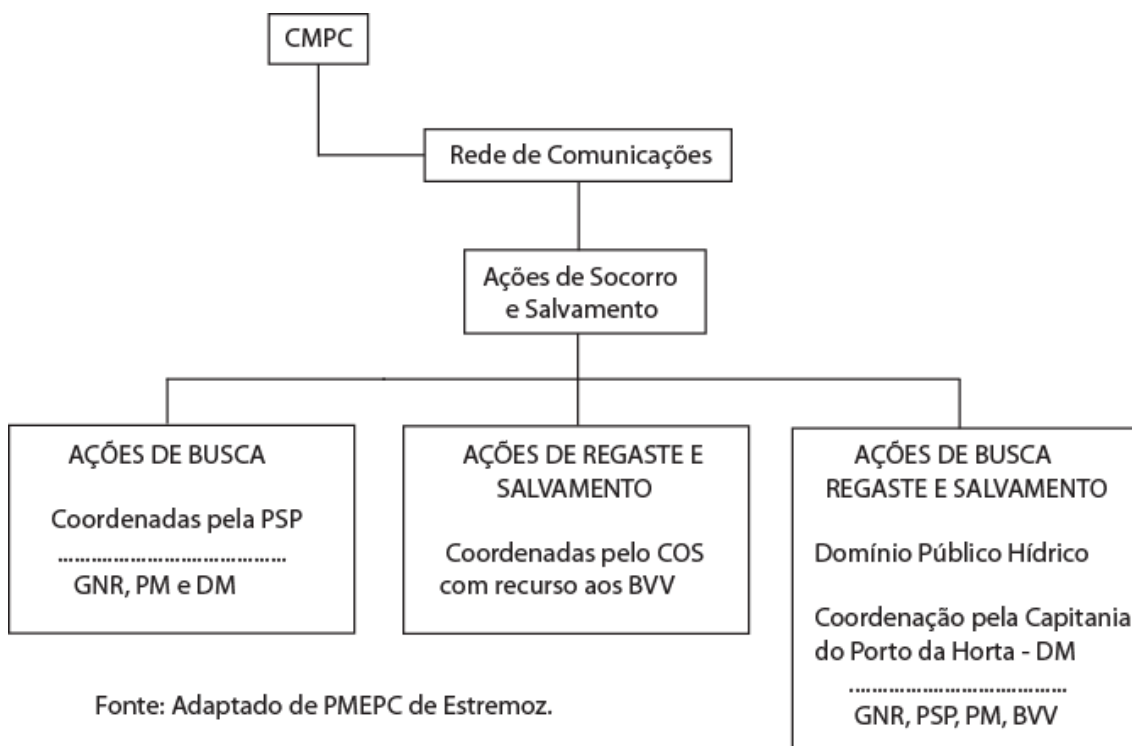 CMPC
Rede de Comunicações
Ações de Socorro
e Salvamento
AÇÕES DE BUSCA
Coordenadas pela PSP
............................................
GNR, PM e DM
AÇÕES DE REGASTE E
SALVAMENTO
Coordenadas pelo COS
com recurso aos BVV
AÇÕES DE BUSCA
REGASTE E SALVAMENTO
Domínio Público Hídrico
Coordenação pela Capitania
do Porto da Horta - DM
..........................................
GNR, PSP, PM, BVV
Fonte: Adaptado de PMEPC de Estremoz.